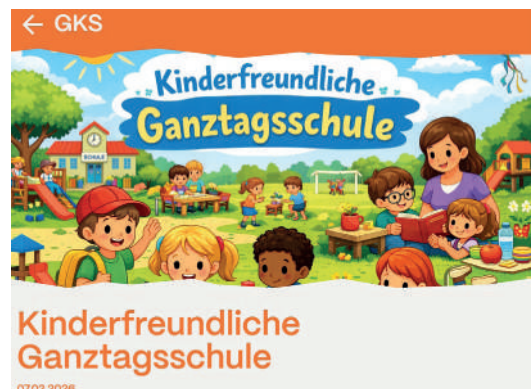 ← GKS
Kinderfreundliche
Ganztagsschule
SCHULE
Kinderfreundliche
Ganztagsschule